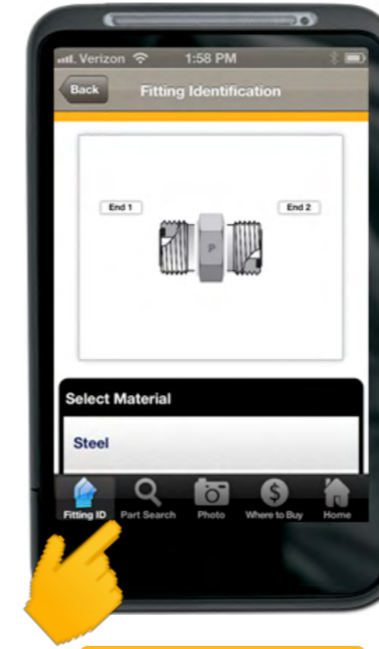 Verizon 1:58 PM
Back Fitting Identification
End 1 End 2
P
Select Material
Steel
Fitting ID Part Search Photo Where to Buy Home